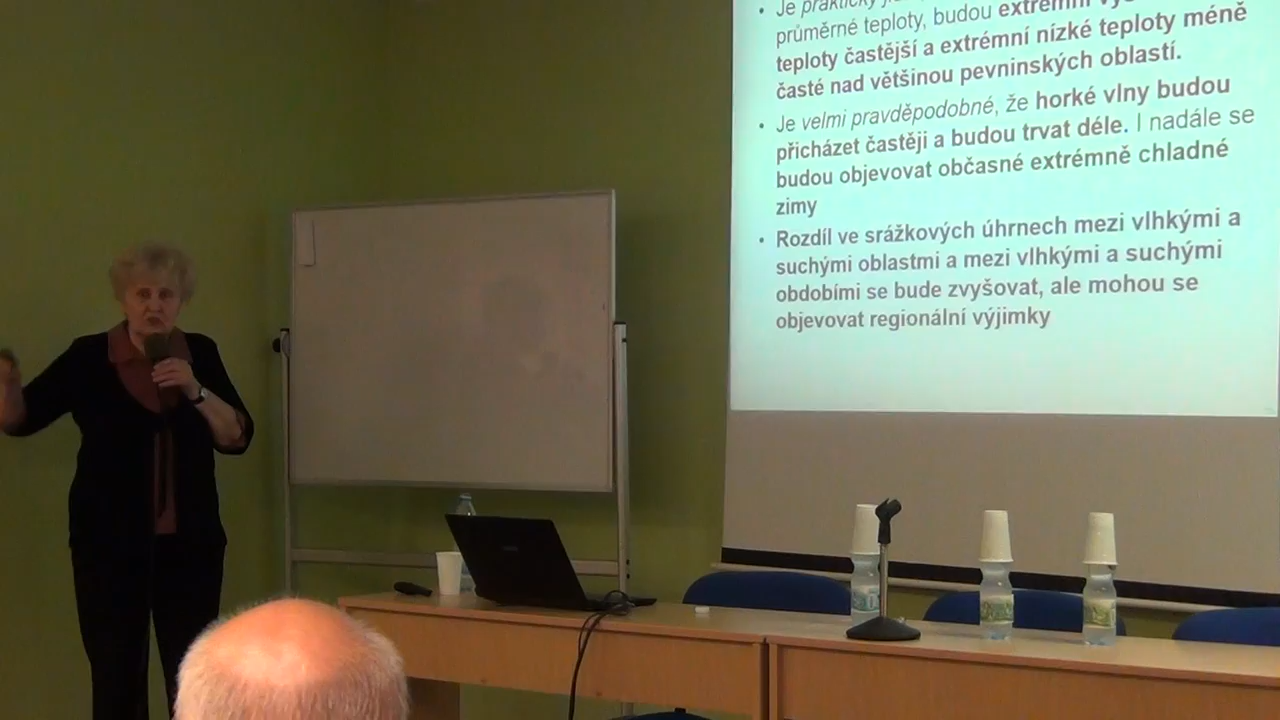 • Je prakticky
průměrné teploty, budou extrémní
teploty častější a extrémní nízké teploty méně
časté nad většinou pevninských oblastí.
• Je velmi pravděpodobné, že horké vlny budou
přicházet častěji a budou trvat déle. I nadále se
budou objevovat občasné extrémně chladné
zimy
• Rozdíl ve srážkových úhrnech mezi vlhkými a
suchými oblastmi a mezi vlhkými a suchými
obdobími se bude zvyšovat, ale mohou se
objevovat regionální výjimky